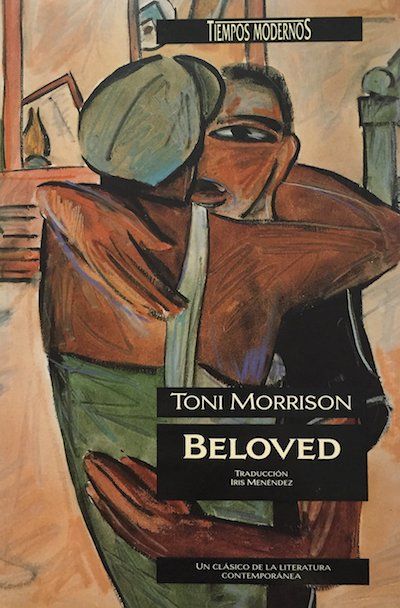 TIEMPOS MODERNOS
TONI MORRISON
BELOVED
TRADUCCIÓN
IRIS MENÉNDEZ
UN CLÁSICO DE LA LITERATURA
CONTEMPORÁNEA